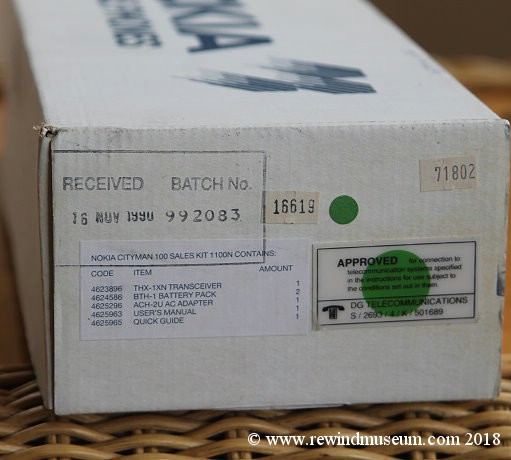 NOKIA
RECEIVED BATCH No.
16 NOV 1990 992083
16619
71802
NOKIA CITYMAN 100 SALES KIT 1100N CONTAINS:
CODE ITEM AMOUNT
4623896 THX-1XN TRANSCEIVER 1
4624586 BTH-1 BATTERY PACK 2
4625296 ACH-2U AC ADAPTER 1
4625963 USER'S MANUAL 1
4625965 QUICK GUIDE 1
APPROVED for connection to
telecommunication systems specified
in the instructions for use subject to
the conditions set out in them.
DG TELECOMMUNICATIONS
S / 2693 / 4 / K / 501689
© www.rewindmuseum.com 2018